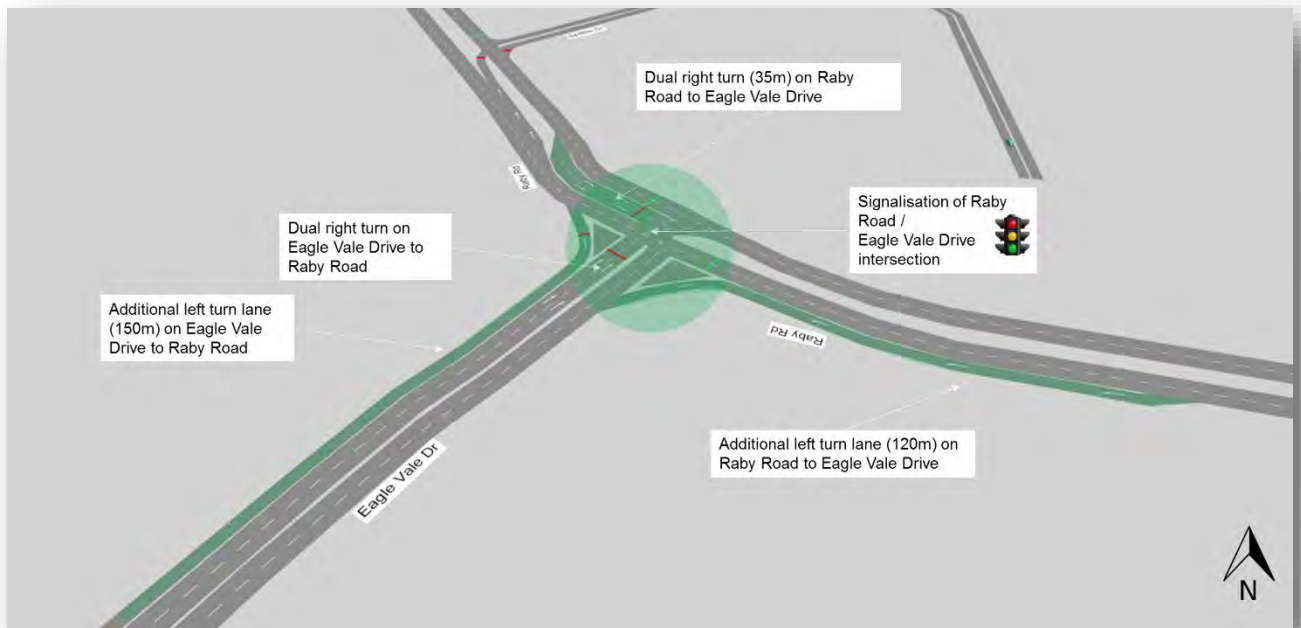 Dual right turn (35m) on Raby
Road to Eagle Vale Drive
Raby Rd
Signalisation of Raby
Road /
Eagle Vale Drive
intersection
Dual right turn on
Eagle Vale Drive to
Raby Road
Additional left turn lane
(150m) on Eagle Vale
Drive to Raby Road
Raby Rd
Eagle Vale Dr
Additional left turn lane (120m) on
Raby Road to Eagle Vale Drive
N